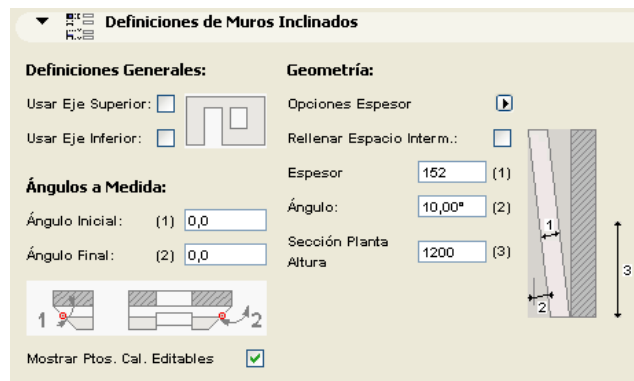 Definiciones de Muros Inclinados
Definiciones Generales:
Usar Eje Superior:
Usar Eje Inferior:
Ángulos a Medida:
Ángulo Inicial: (1) 0,0
Ángulo Final: (2) 0,0
1 2
Mostrar Ptos. Cal. Editables
Geometría:
Opciones Espesor
Rellenar Espacio Interm.:
Espesor 152 (1)
Ángulo: 10,00° (2)
Sección Planta
Altura 1200 (3)
1
3
2